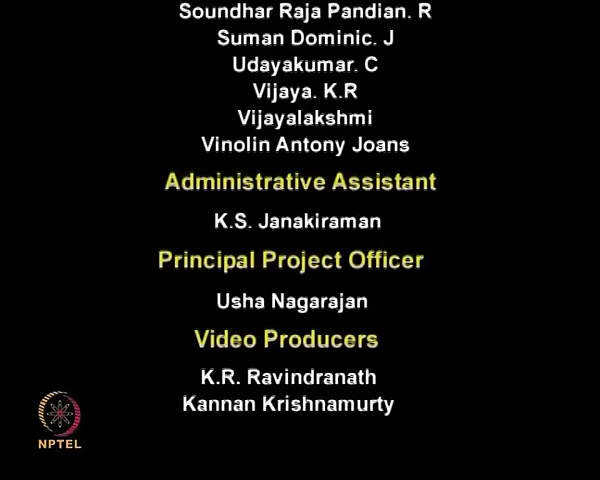 Soundhar Raja Pandian. R
Suman Dominic. J
Udayakumar. C
Vijaya. K.R
Vijayalakshmi
Vinolin Antony Joans
Administrative Assistant
K.S. Janakiraman
Principal Project Officer
Usha Nagarajan
Video Producers
K.R. Ravindranath
Kannan Krishnamurty
NPTEL